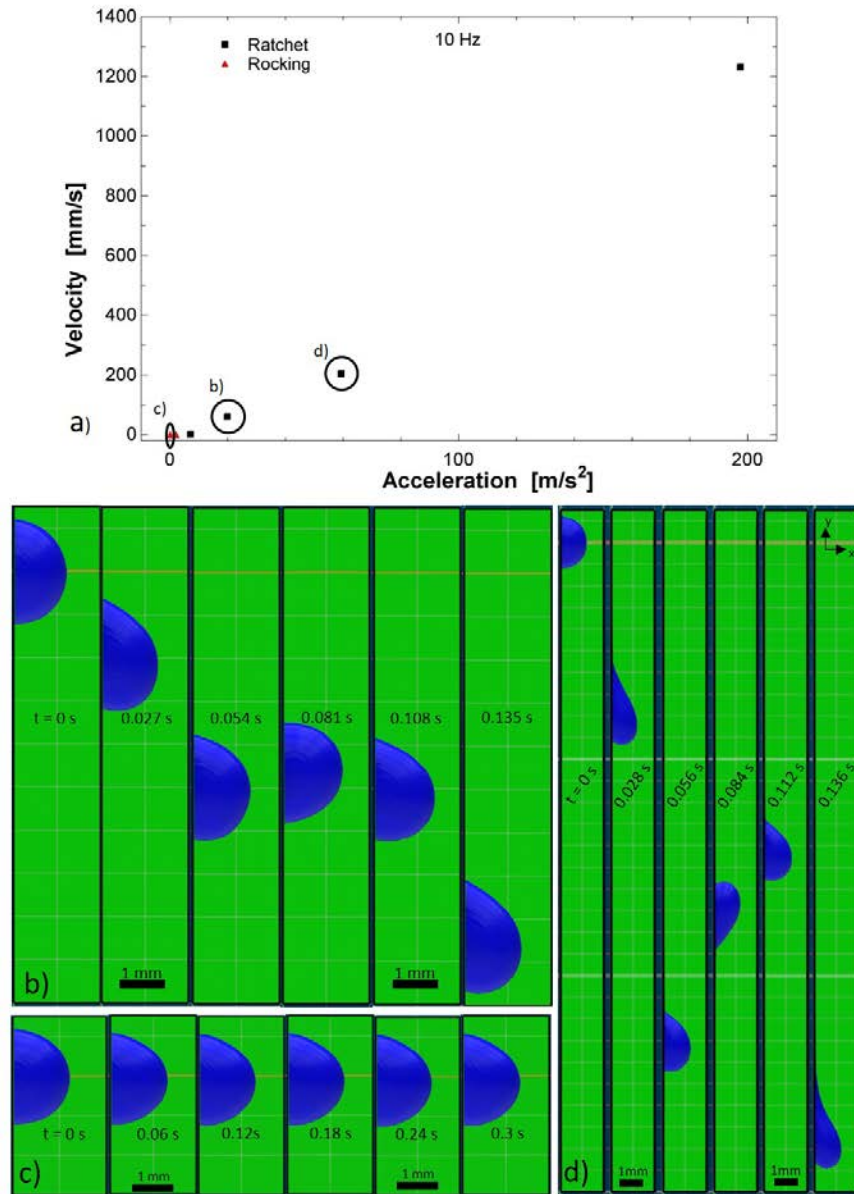 1400
1200
1000
800
600
400
200
0
Velocity [mm/s]
Ratchet
Rocking
10 Hz
d)
b)
c)
a)
0
100
200
Acceleration [m/s²]
t = 0 s
0.027 s
0.054 s
0.081 s
0.108 s
0.135 s
1 mm
1 mm
b)
t = 0s
0.06 s
0.12s
0.18 s
0.24 s
0.3 s
1 mm
1 mm
c)
y
x
t = 0 s
0.028 s
0.056 s
0.084 s
0.112 s
0.136 s
1mm
1 mm
d)